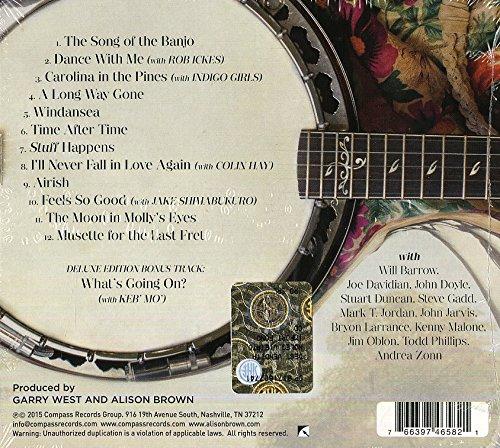 1. The Song of the Banjo
2. Dance With Me (with ROB ICKES)
3. Carolina in the Pines (with INDIGO GIRLS)
4. A Long Way Gone
5. Windansea
6. Time After Time
7. Stuff Happens
8. I'll Never Fall in Love Again (with COLIN HAY)
9. Airish
10. Feels So Good (with JAKE SHIMABUKURO)
11. The Moon in Molly's Eyes
12. Musette for the Last Fret
DELUXE EDITION BONUS TRACK:
What's Going On?
(with KEB' MO')
with
Will Barrow,
Joe Davidian, John Doyle,
Stuart Duncan, Steve Gadd,
Mark T. Jordan, John Jarvis,
Bryon Larrance, Kenny Malone,
Jim Oblon, Todd Phillips,
Andrea Zonn
Produced by
GARRY WEST AND ALISON BROWN
℗© 2015 Compass Records Group, 916 19th Avenue South, Nashville, TN 37212
www.compassrecords.com www.alisonbrown.com
Warning: Unauthorized duplication is a violation of applicable laws. All rights reserved.
7 66397 46582 1